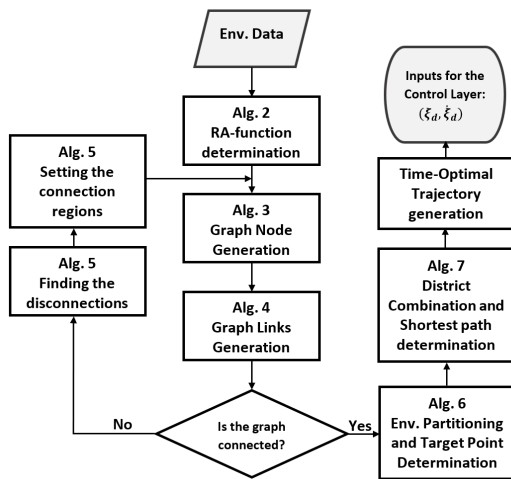 Env. Data
Alg. 2
RA-function
determination
Alg. 3
Graph Node
Generation
Alg. 4
Graph Links
Generation
Is the graph
connected?
No
Yes
Alg. 5
Finding the
disconnections
Alg. 5
Setting the
connection
regions
Alg. 6
Env. Partitioning
and Target Point
Determination
Alg. 7
District
Combination and
Shortest path
determination
Time-Optimal
Trajectory
generation
Inputs for the
Control Layer:
(ξ_d, ξ̇_d)